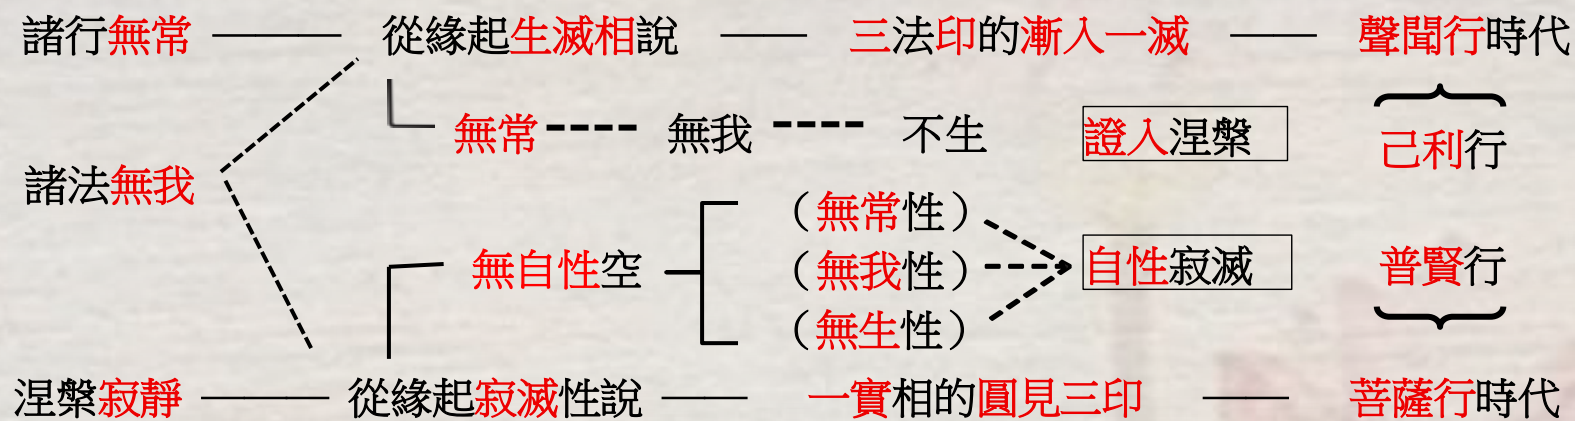 諸行無常 從緣起生滅相說 三法印的漸入一滅 聲聞行時代
無常 無我 不生 證入涅槃 己利行
諸法無我
（無常性）
無自性空 （無我性） 自性寂滅 普賢行
（無生性）
涅槃寂靜 從緣起寂滅性說 一實相的圓見三印 菩薩行時代